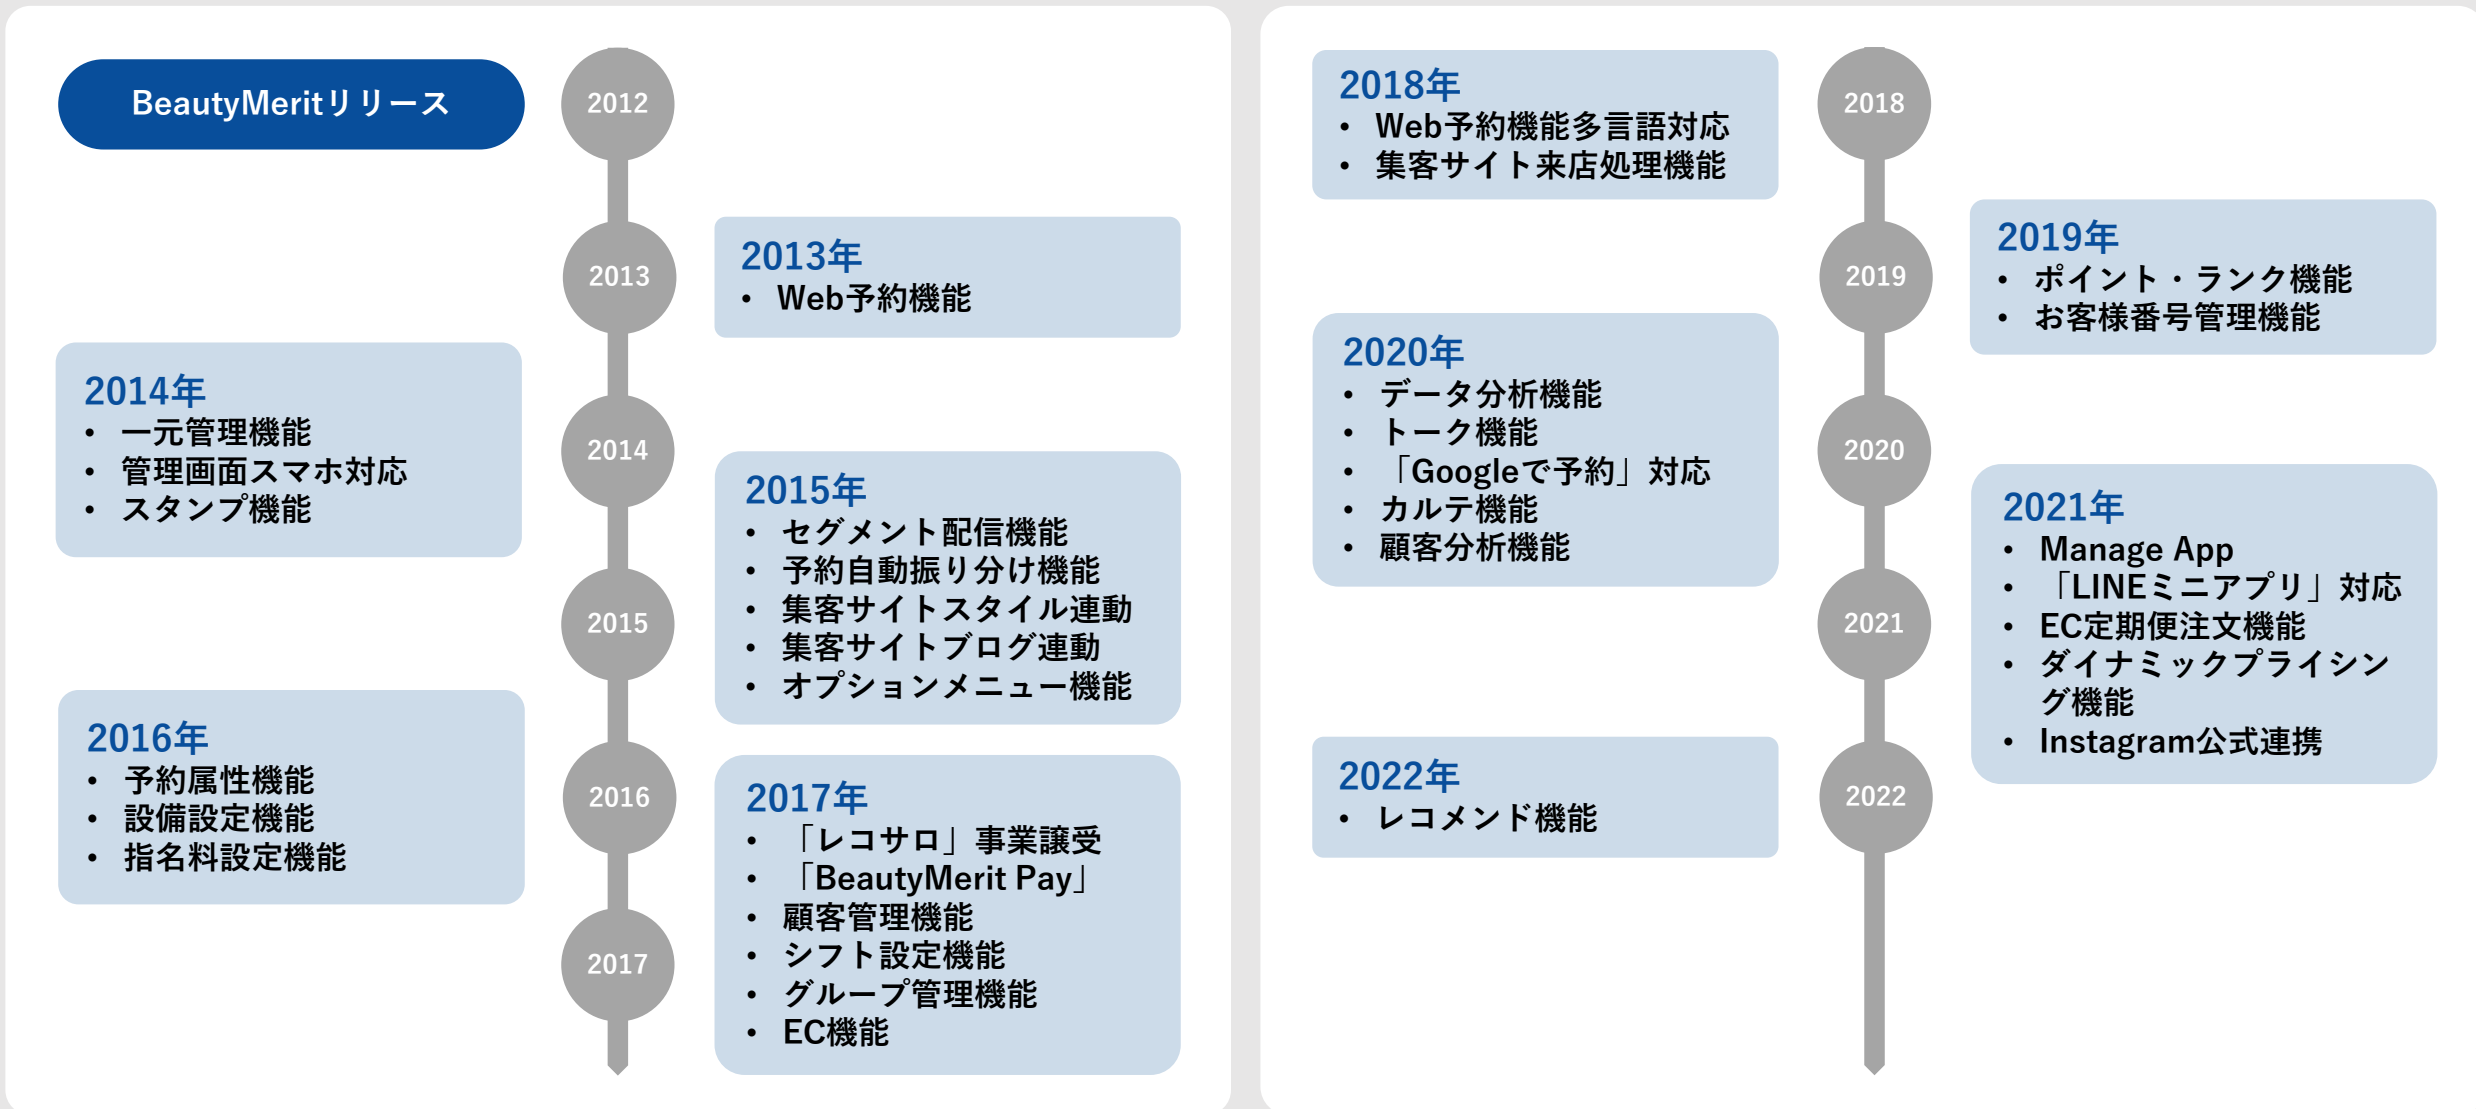 BeautyMeritリリース
2012
2013
2013年
• Web予約機能
2014年
• 一元管理機能
• 管理画面スマホ対応
• スタンプ機能
2014
2015年
• セグメント配信機能
• 予約自動振り分け機能
• 集客サイトスタイル連動
• 集客サイトブログ連動
• オプションメニュー機能
2015
2016年
• 予約属性機能
• 設備設定機能
• 指名料設定機能
2016
2017年
• 「レコサロ」事業譲受
• 「BeautyMerit Pay」
• 顧客管理機能
• シフト設定機能
• グループ管理機能
• EC機能
2017
2018年
• Web予約機能多言語対応
• 集客サイト来店処理機能
2018
2019
2019年
• ポイント・ランク機能
• お客様番号管理機能
2020年
• データ分析機能
• トーク機能
• 「Googleで予約」対応
• カルテ機能
• 顧客分析機能
2020
2021年
• Manage App
• 「LINEミニアプリ」対応
• EC定期便注文機能
• ダイナミックプライシン
グ機能
• Instagram公式連携
2021
2022年
• レコメンド機能
2022